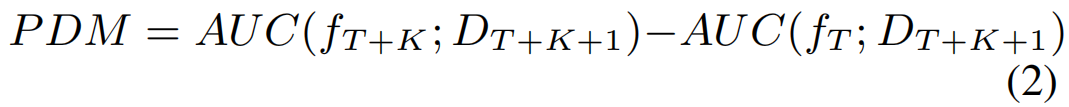 PDM = AUC(f_{T+K}; D_{T+K+1})−AUC(f_T; D_{T+K+1})
(2)